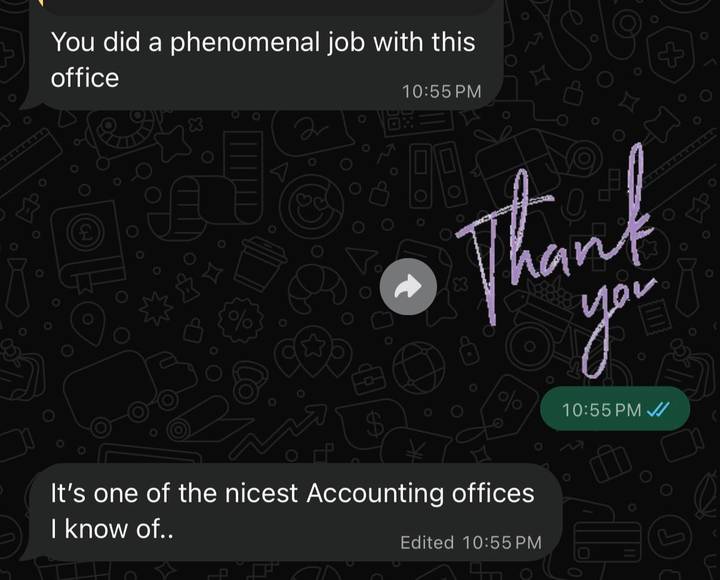 You did a phenomenal job with this
office
10:55 PM
Thank
you
10:55 PM
It’s one of the nicest Accounting offices
I know of..
Edited 10:55 PM